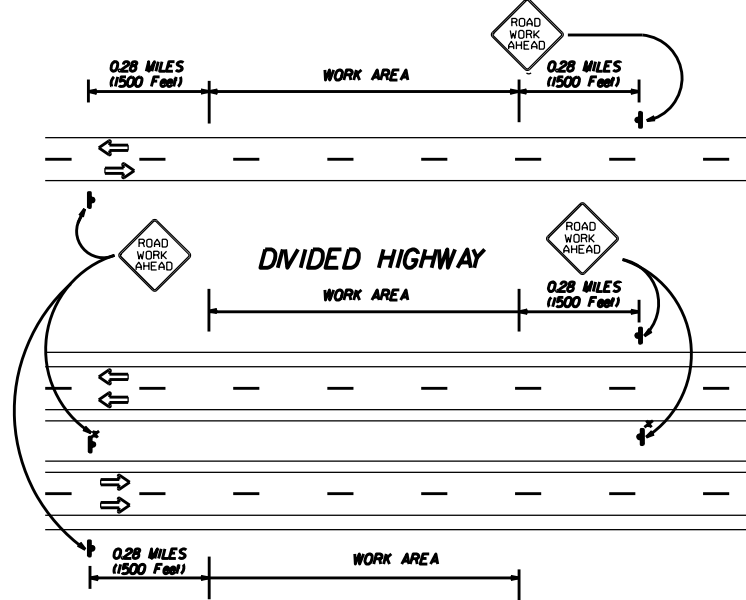 ROAD
WORK
AHEAD
0.28 MILES
(1500 Feet)
WORK AREA
0.28 MILES
(1500 Feet)
ROAD
WORK
AHEAD
DIVIDED HIGHWAY
ROAD
WORK
AHEAD
WORK AREA
0.28 MILES
(1500 Feet)
0.28 MILES
(1500 Feet)
WORK AREA